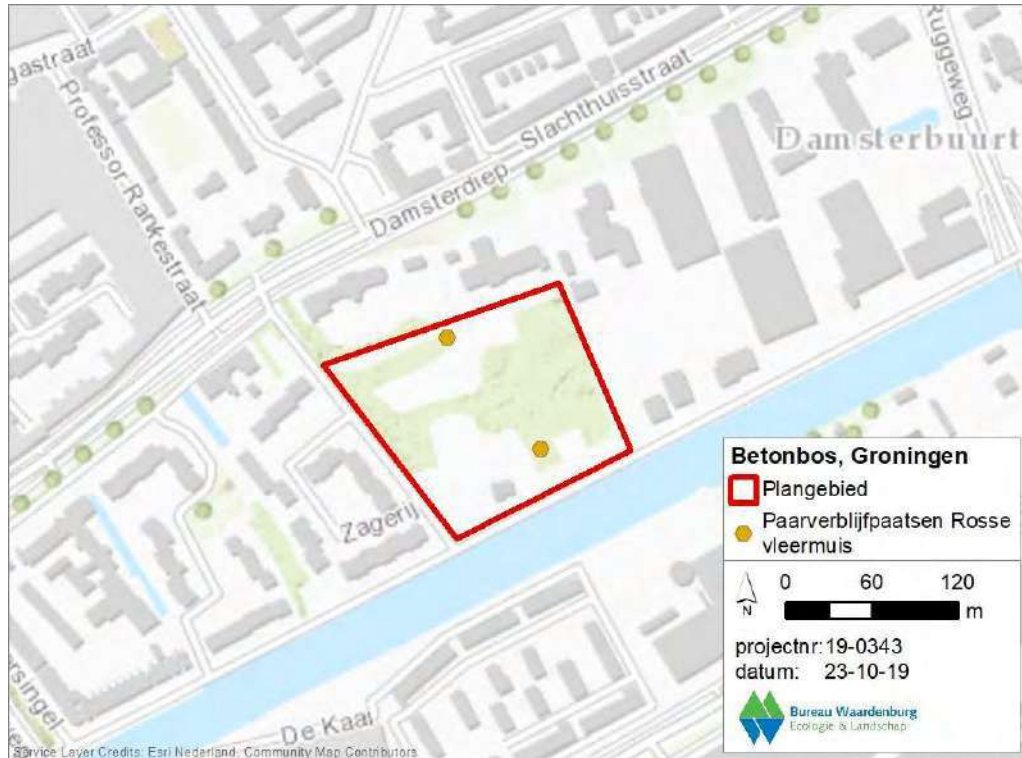 gastraat
Professor Rankestraat
Slachthuisstraat
Damsterdiep
Ruggeweg
Damsterbuurt
Zagerij
De Kaai
rsingel
Betonbos, Groningen
Plangebied
Paarverblijfpaatsen Rosse
vleermuis
0 60 120
m
N
projectnr: 19-0343
datum: 23-10-19
Bureau Waardenburg
Ecologie & Landschap
Service Layer Credits: Esri Nederland, Community Map Contributors